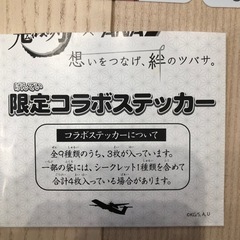 想いをつなげ、絆のツバサ。
限定コラボステッカー
コラボステッカーについて
全9種類のうち、3枚が入っています。
一部の袋には、シークレット1種類を含めて
合計4枚入っている場合があります。
©KG/S,A,U